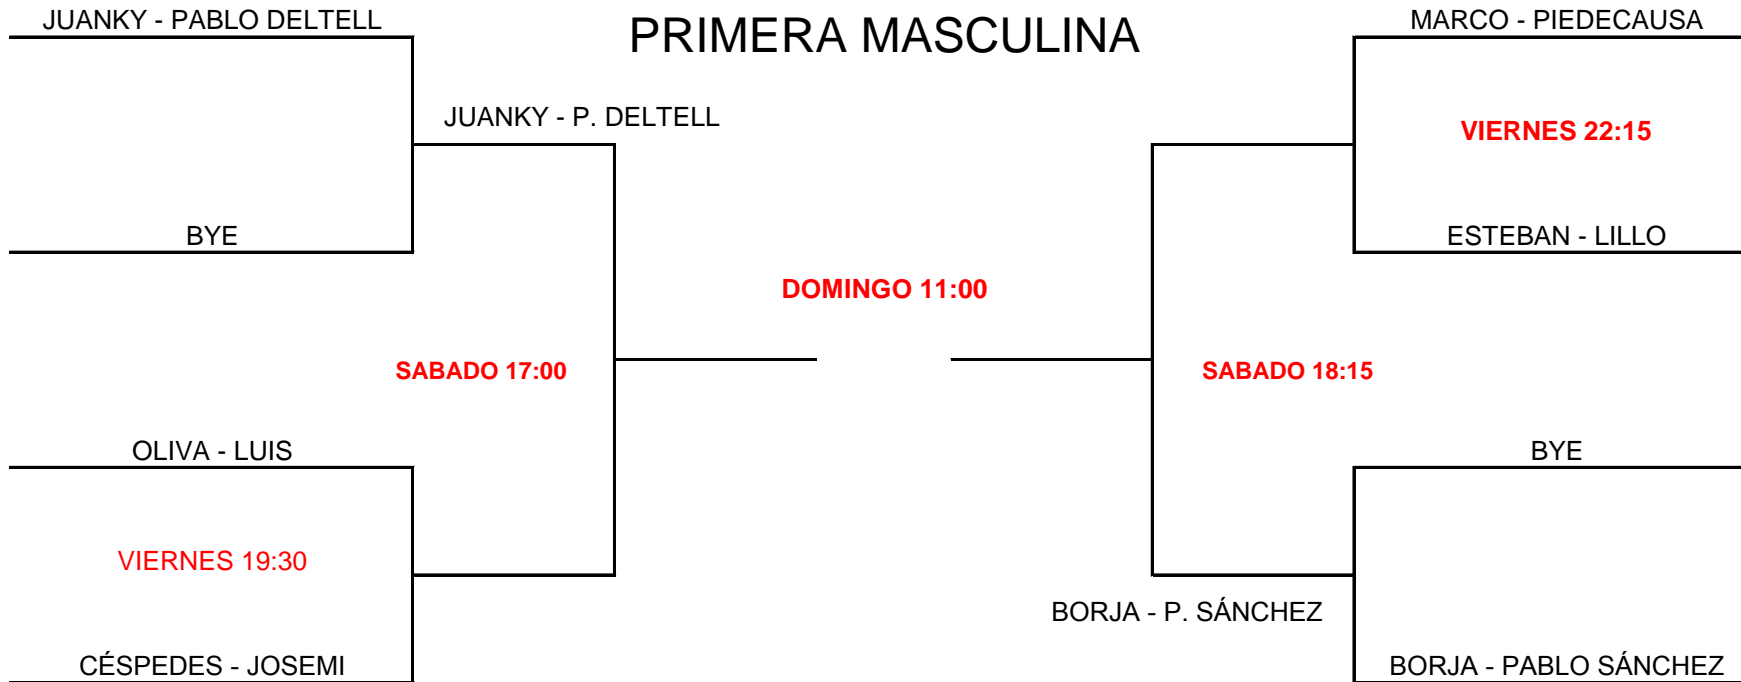 JUANKY - PABLO DELTELL
PRIMERA MASCULINA
MARCO - PIEDECAUSA
JUANKY - P. DELTELL
VIERNES 22:15
BYE
ESTEBAN - LILLO
DOMINGO 11:00
SABADO 17:00
SABADO 18:15
OLIVA - LUIS
BYE
VIERNES 19:30
BORJA - P. SÁNCHEZ
CÉSPEDES - JOSEMI
BORJA - PABLO SÁNCHEZ